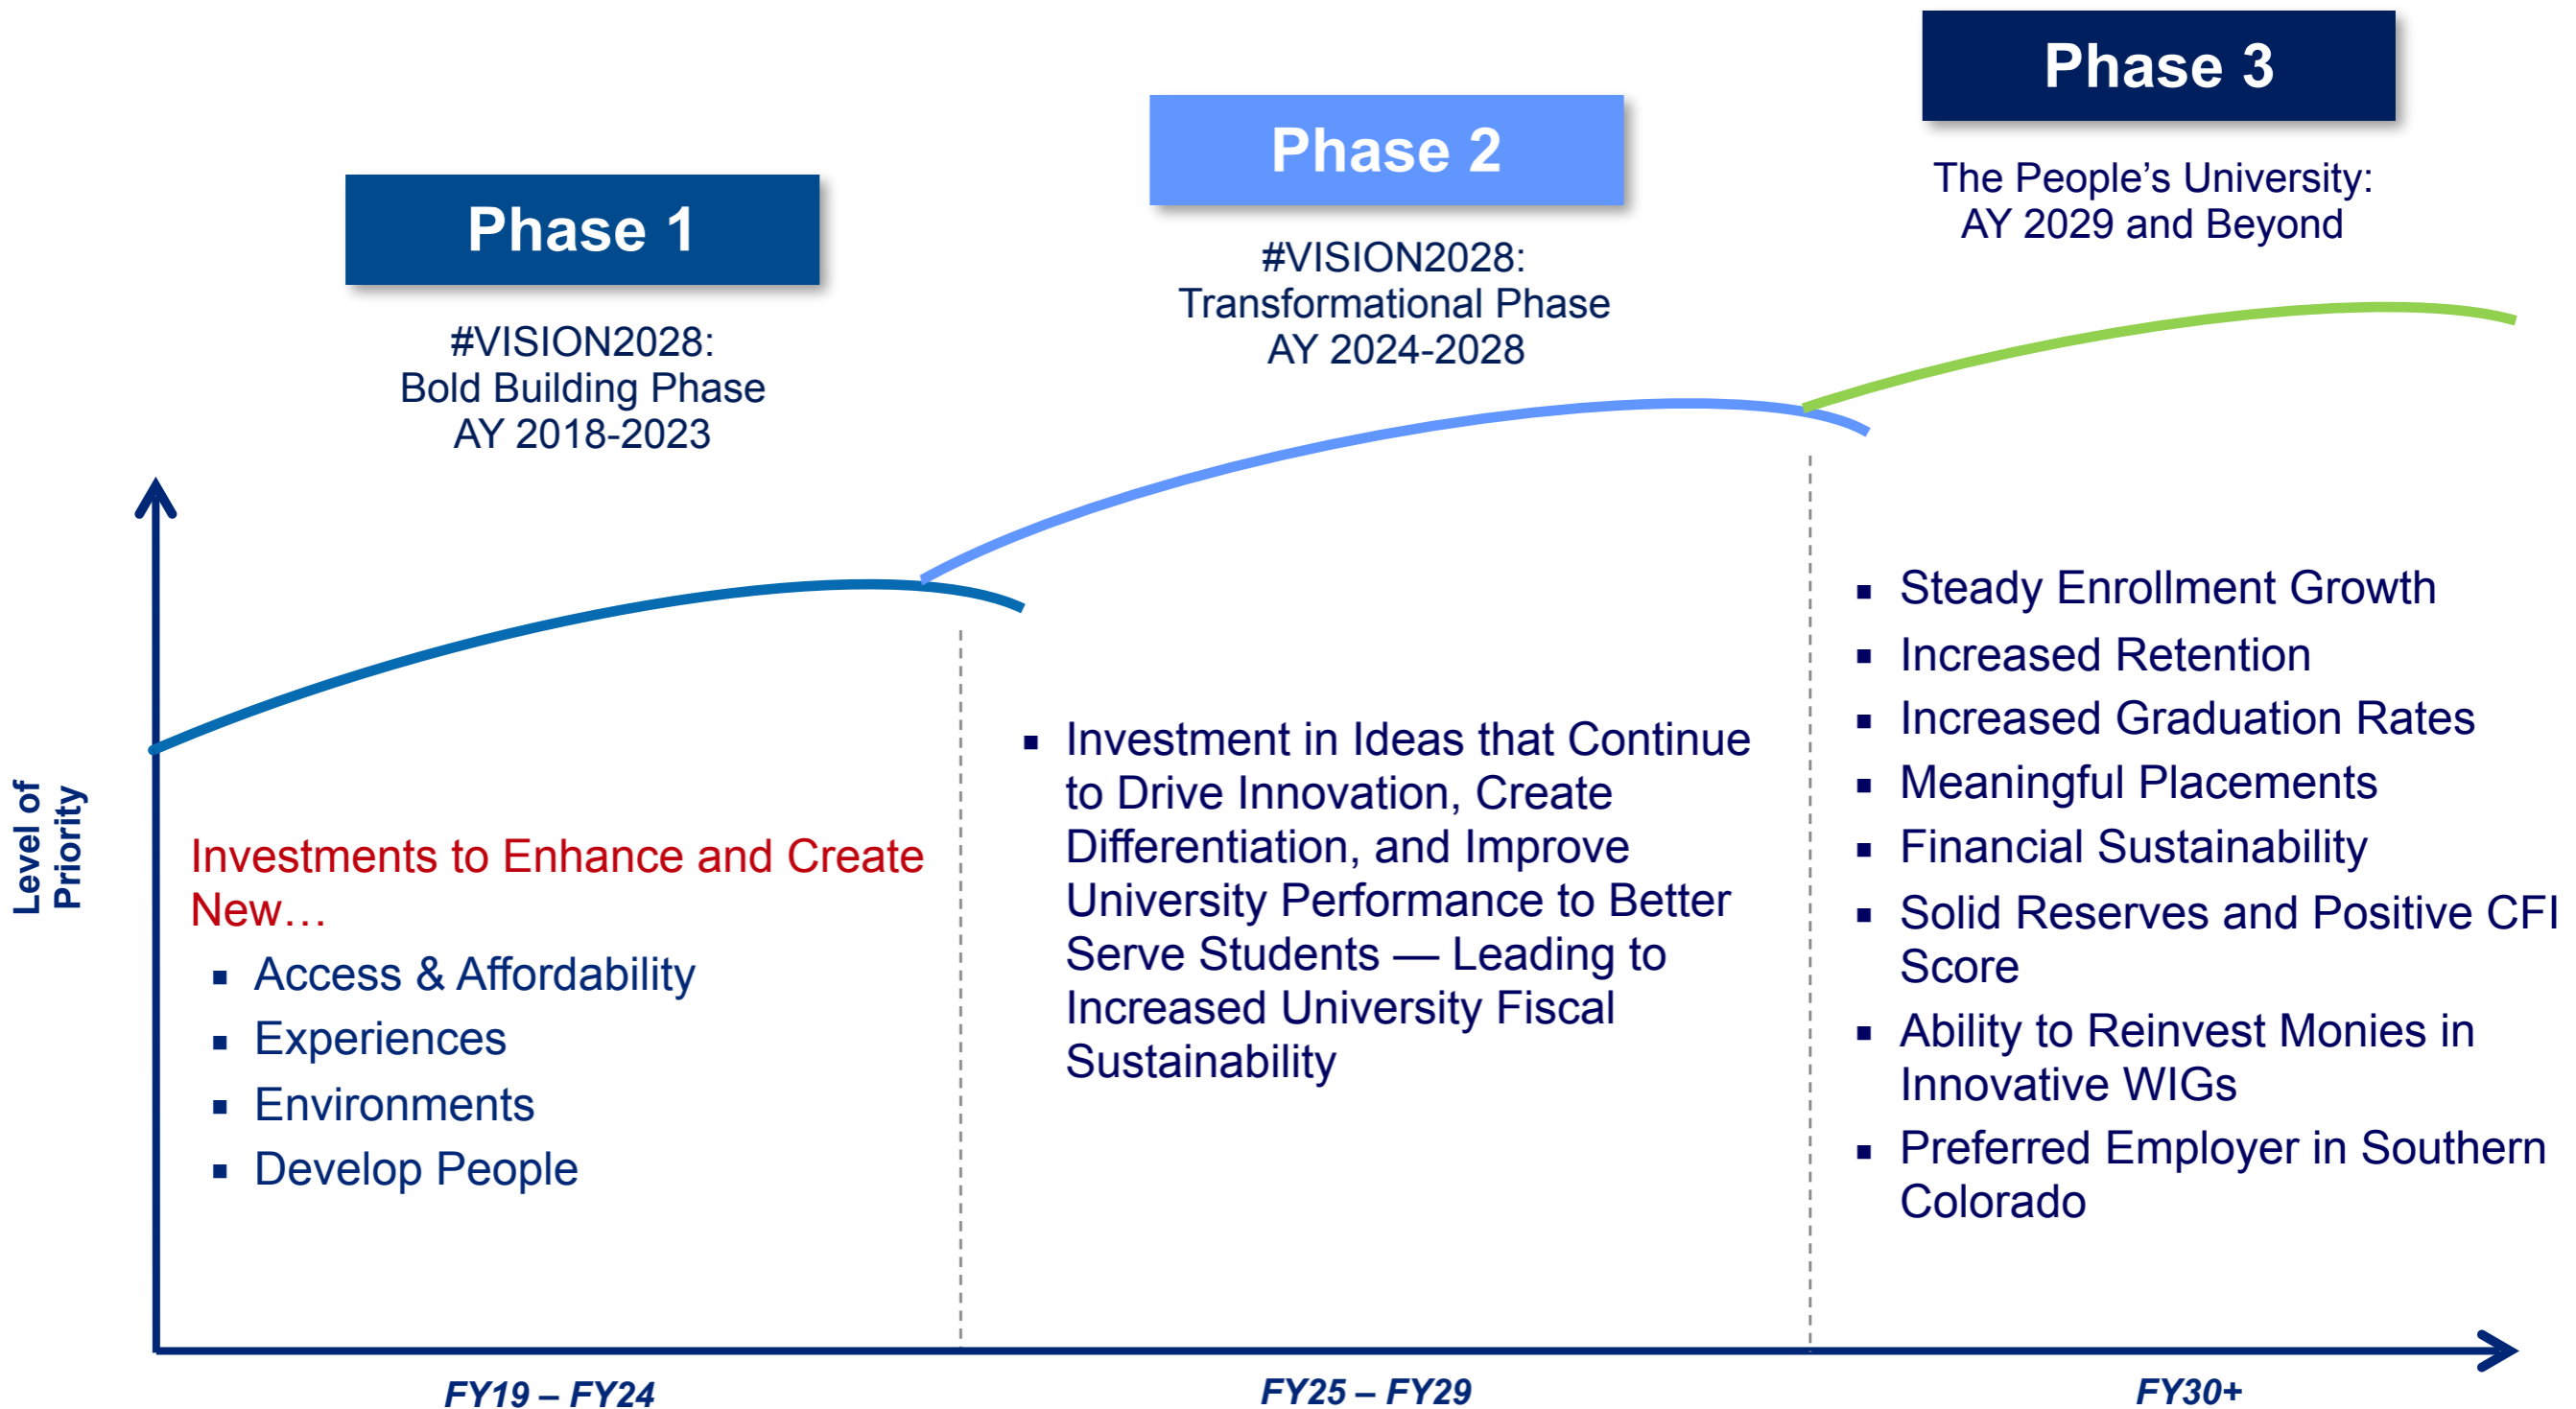 Phase 1
#VISION2028:
Bold Building Phase
AY 2018-2023
Phase 2
#VISION2028:
Transformational Phase
AY 2024-2028
Phase 3
The People’s University:
AY 2029 and Beyond
Level of
Priority
Investments to Enhance and Create
New…
▪ Access & Affordability
▪ Experiences
▪ Environments
▪ Develop People
▪ Investment in Ideas that Continue
to Drive Innovation, Create
Differentiation, and Improve
University Performance to Better
Serve Students — Leading to
Increased University Fiscal
Sustainability
▪ Steady Enrollment Growth
▪ Increased Retention
▪ Increased Graduation Rates
▪ Meaningful Placements
▪ Financial Sustainability
▪ Solid Reserves and Positive CFI
Score
▪ Ability to Reinvest Monies in
Innovative WIGs
▪ Preferred Employer in Southern
Colorado
FY19 – FY24
FY25 – FY29
FY30+